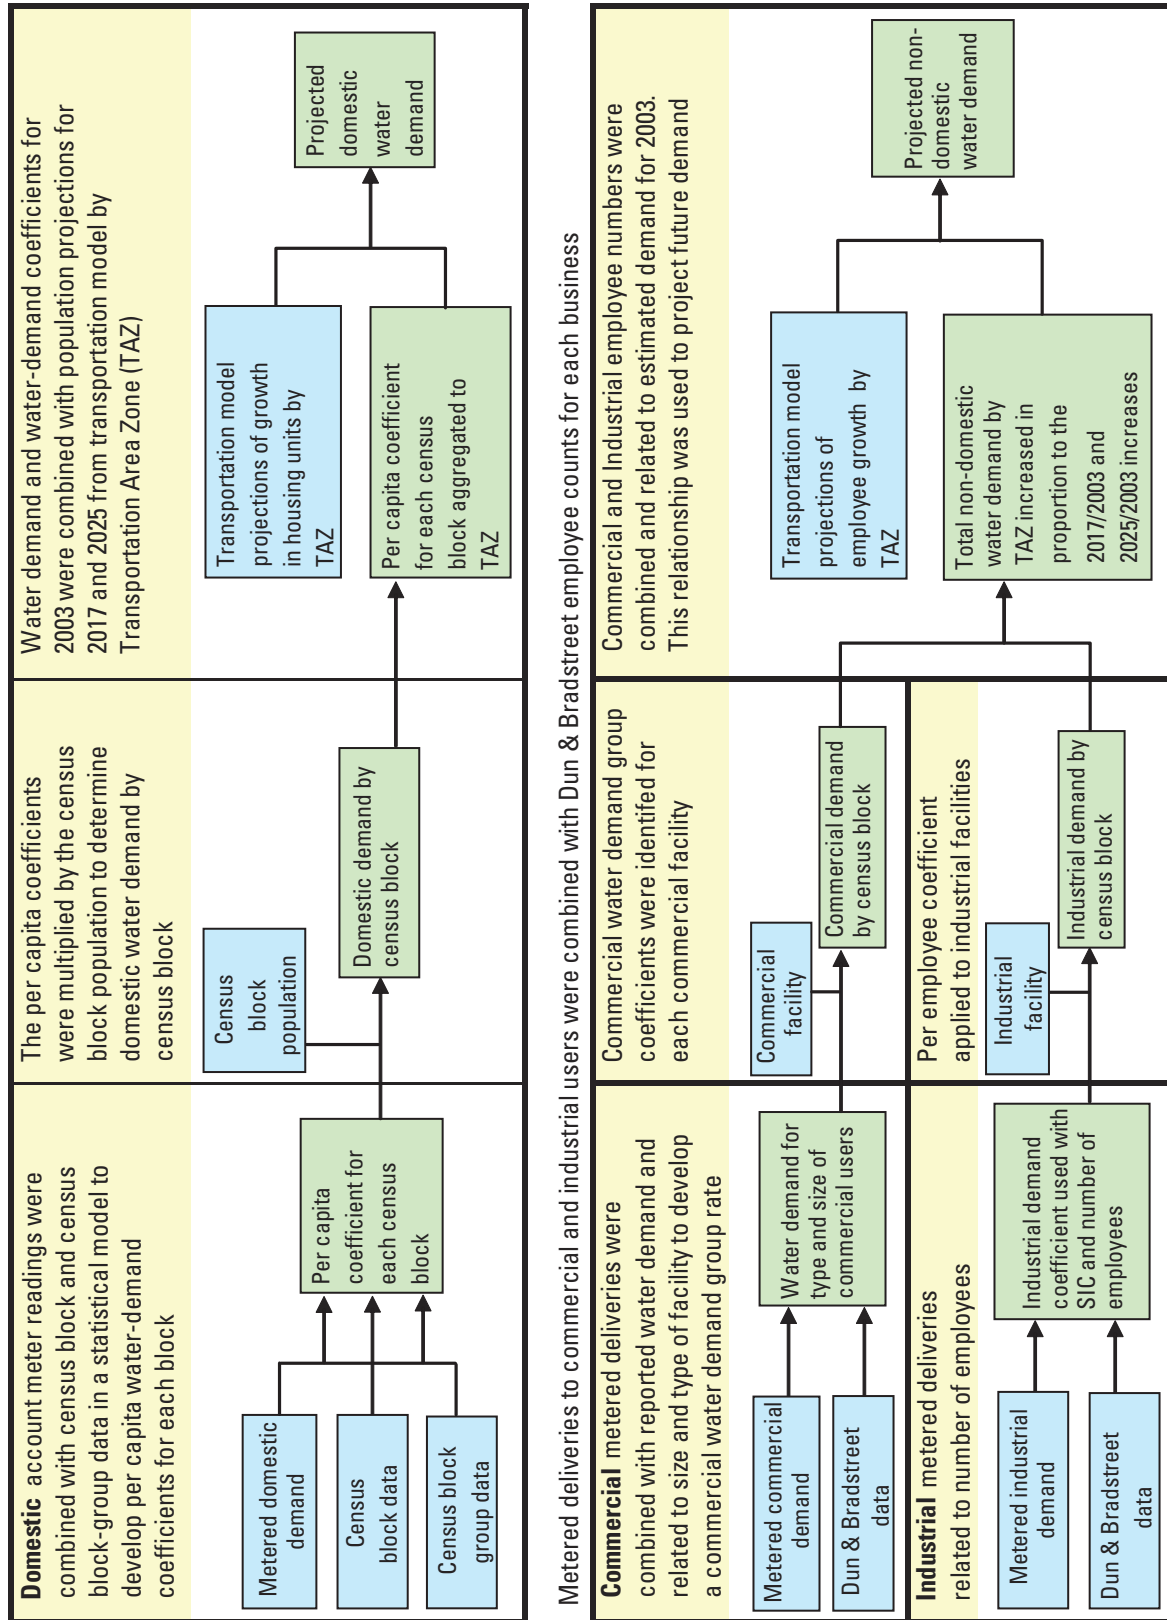 Domestic account meter readings were
combined with census block and census
block-group data in a statistical model to
develop per capita water-demand
coefficients for each block
The per capita coefficients
were multiplied by the census
block population to determine
domestic water demand by
census block
Water demand and water-demand coefficients for
2003 were combined with population projections for
2017 and 2025 from transportation model by
Transportation Area Zone (TAZ)
Metered domestic
demand
Census
block data
Census block
group data
Per capita
coefficient for
each census
block
Census
block
population
Domestic demand by
census block
Transportation model
projections of growth
in housing units by
TAZ
Per capita coefficient
for each census
block aggregated to
TAZ
Projected
domestic
water
demand
Metered deliveries to commercial and industrial users were combined with Dun & Bradstreet employee counts for each business
Commercial metered deliveries were
combined with reported water demand and
related to size and type of facility to develop
a commercial water demand group rate
Commercial water demand group
coefficients were identified for
each commercial facility
Commercial and Industrial employee numbers were
combined and related to estimated demand for 2003.
This relationship was used to project future demand
Metered commercial
demand
Dun & Bradstreet
data
Water demand for
type and size of
commercial users
Commercial
facility
Commercial demand
by census block
Transportation model
projections of
employee growth by
TAZ
Total non-domestic
water demand by
TAZ increased in
proportion to the
2017/2003 and
2025/2003 increases
Projected non-
domestic
water demand
Industrial metered deliveries
related to number of employees
Per employee coefficient
applied to industrial facilities
Metered industrial
demand
Dun & Bradstreet
data
Industrial demand
coefficient used with
SIC and number of
employees
Industrial
facility
Industrial demand by
census block